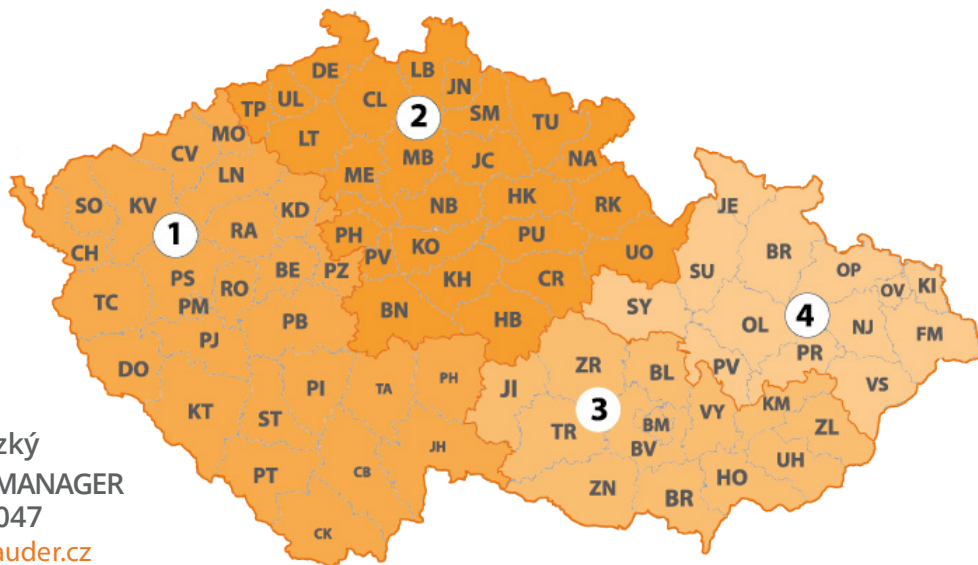 DE LB
JN
TP UL CL 2 SM TU
MO LT
CV MB JC NA
LN ME
SO KV KD NB HK RK
1 RA PH KO PU
CH PV UO
PS BE PZ KH CR
TC RO
PM BN HB
PB
PJ
DO
JE
BR OP
SU OV KI
SY OL 4 NJ FM
PR
PV VS
KT PI TA PH JI ZR BL
ST 3 VY KM
TR BM ZL
BV
JH UH
PT CB ZN BR HO
CK
zký
MANAGER
047
auder.cz